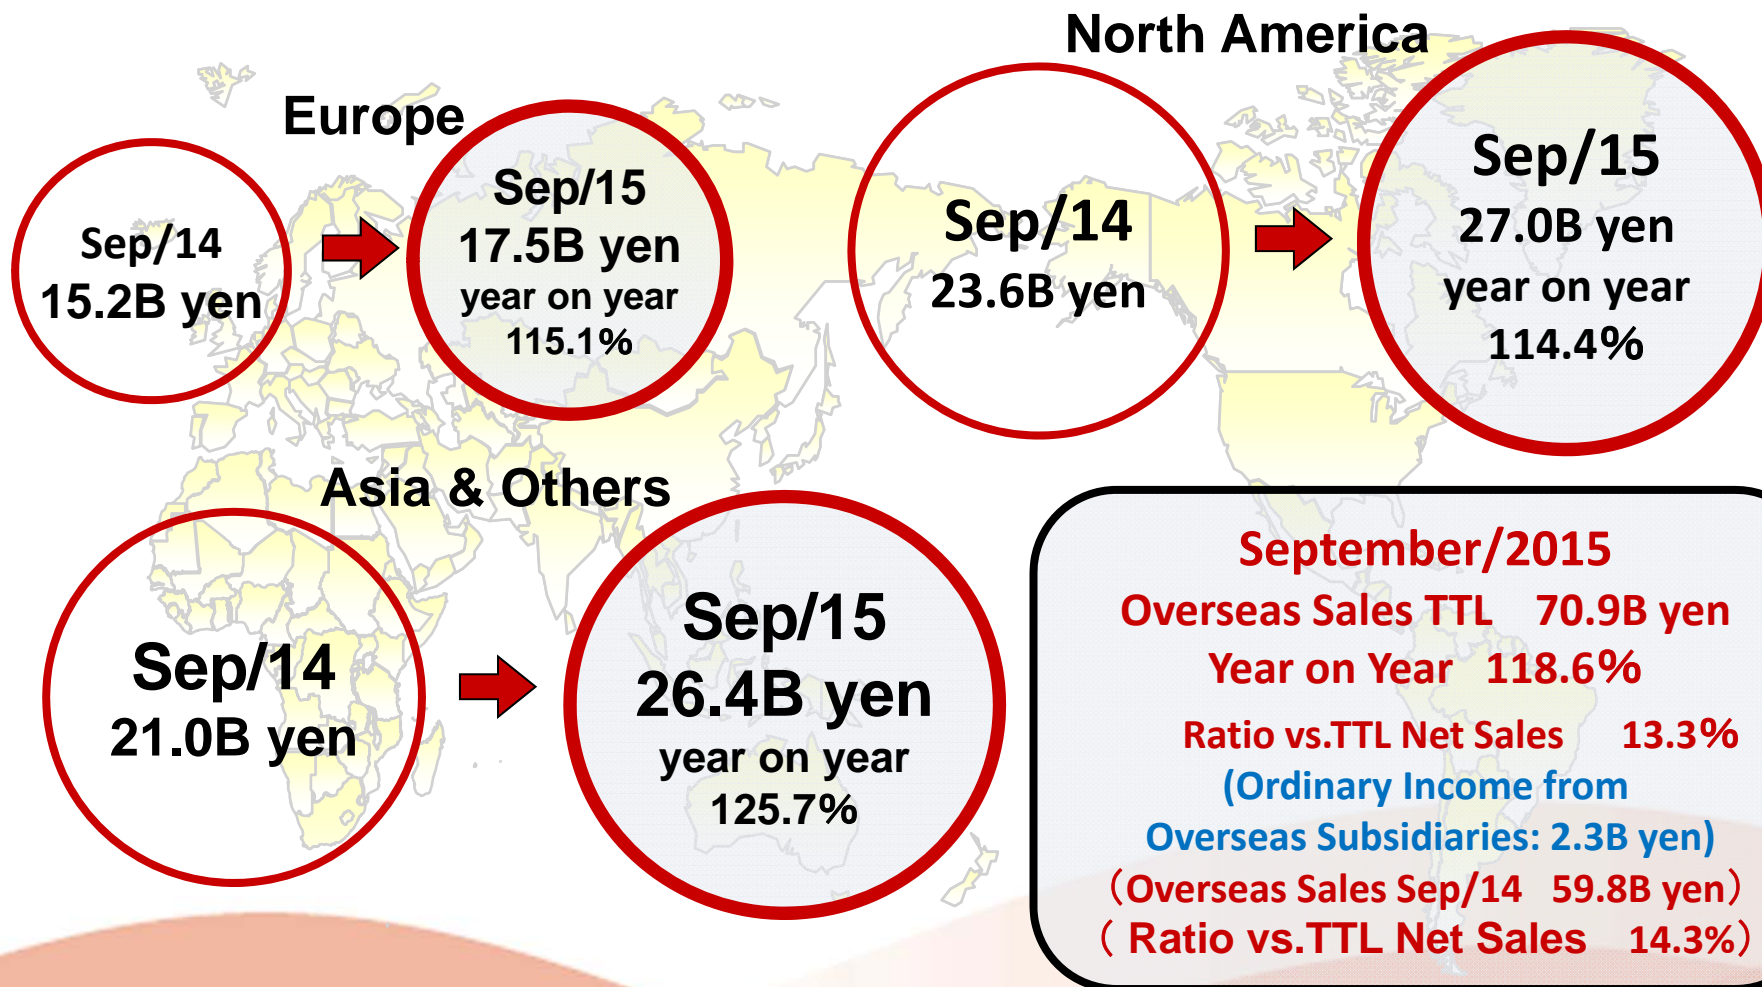 North America
Europe
Sep/14
15.2B yen
Sep/15
17.5B yen
year on year
115.1%
Sep/14
23.6B yen
Sep/15
27.0B yen
year on year
114.4%
Asia & Others
Sep/14
21.0B yen
Sep/15
26.4B yen
year on year
125.7%
September/2015
Overseas Sales TTL 70.9B yen
Year on Year 118.6%
Ratio vs.TTL Net Sales 13.3%
(Ordinary Income from
Overseas Subsidiaries: 2.3B yen)
（Overseas Sales Sep/14 59.8B yen）
（ Ratio vs.TTL Net Sales 14.3%）